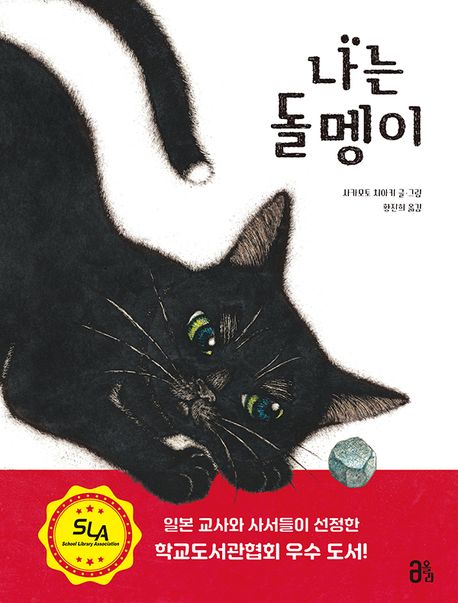 나는
돌멩이
사카모토 치아키 글·그림
황진희 옮김
SLA
School Library Association
일본 교사와 사서들이 선정한
학교도서관협회 우수 도서!
올리